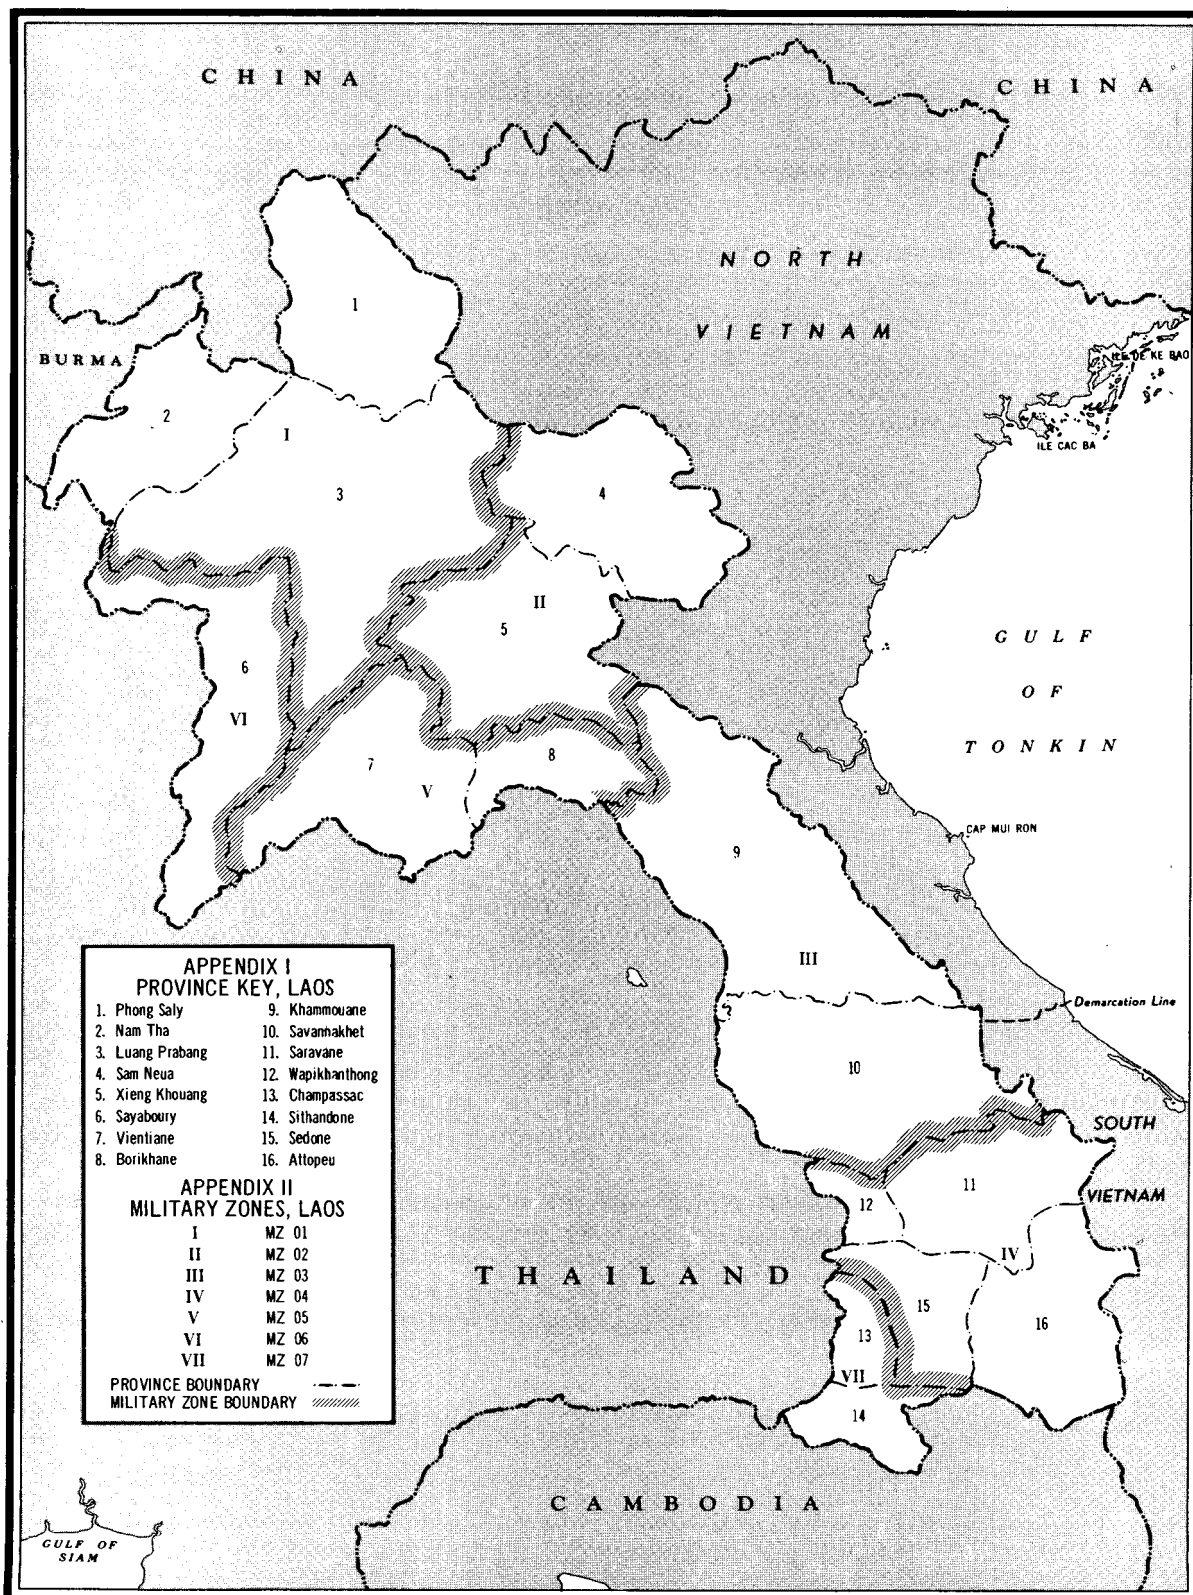 CHINA
CHINA
NORTH
VIETNAM
BURMA
ILE DE KE BAO
ILE CAC BA
1
2
I
3
4
II
5
6
VI
7
V
8
GULF
OF
TONKIN
CAP MUI RON
9
III
Demarcation Line
10
SOUTH
VIETNAM
11
12
IV
THAILAND
15
13
16
VII
14
CAMBODIA
GULF OF
SIAM
APPENDIX I
PROVINCE KEY, LAOS
1. Phong Saly
2. Nam Tha
3. Luang Prabang
4. Sam Neua
5. Xieng Khouang
6. Sayaboury
7. Vientiane
8. Borikhane
9. Khammouane
10. Savannakhet
11. Saravane
12. Wapikhanthong
13. Champassac
14. Sithandone
15. Sedone
16. Attopeu
APPENDIX II
MILITARY ZONES, LAOS
I MZ 01
II MZ 02
III MZ 03
IV MZ 04
V MZ 05
VI MZ 06
VII MZ 07
PROVINCE BOUNDARY
MILITARY ZONE BOUNDARY